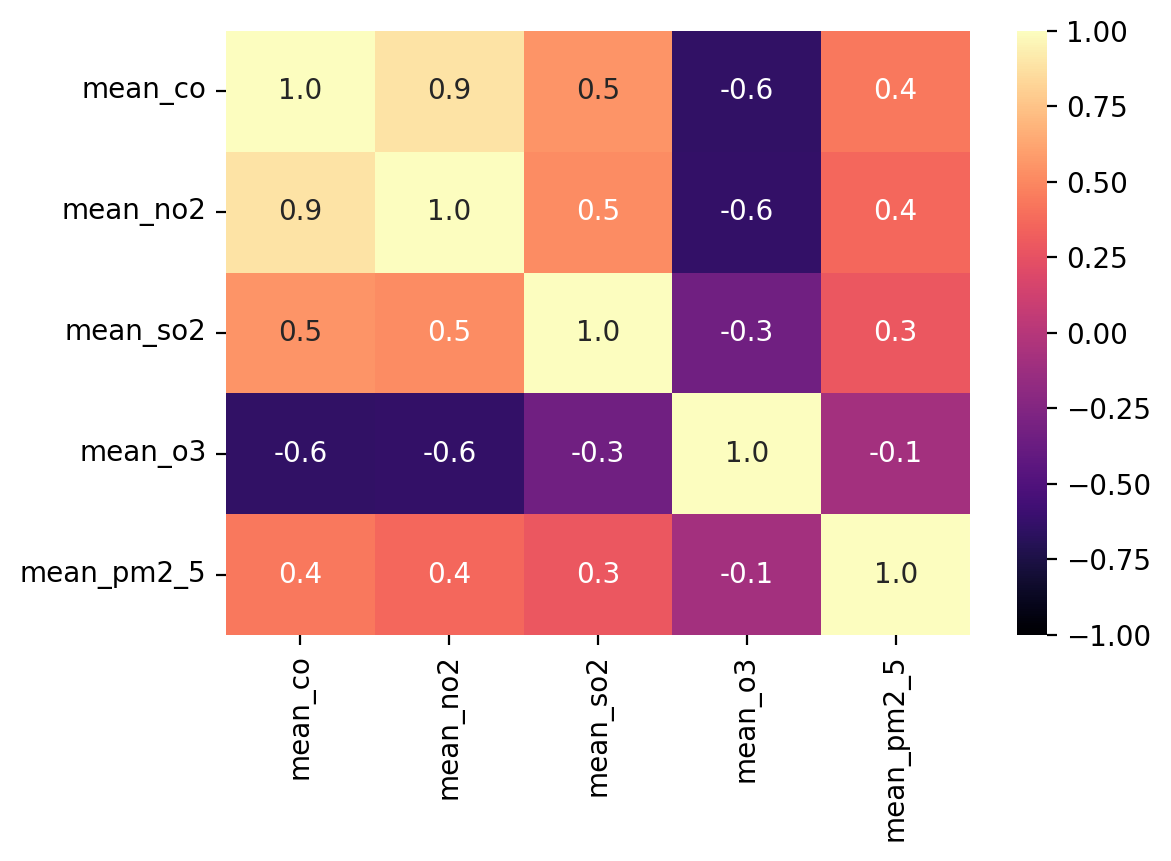 mean_co 1.0 0.9 0.5 -0.6 0.4
mean_no2 0.9 1.0 0.5 -0.6 0.4
mean_so2 0.5 0.5 1.0 -0.3 0.3
mean_o3 -0.6 -0.6 -0.3 1.0 -0.1
mean_pm2_5 0.4 0.4 0.3 -0.1 1.0
mean_co
mean_no2
mean_so2
mean_o3
mean_pm2_5
1.00
0.75
0.50
0.25
0.00
−0.25
−0.50
−0.75
−1.00